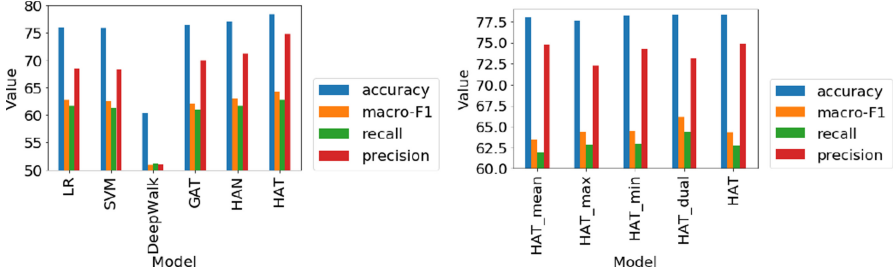 80
75
70
65
60
55
50
Value
LR
SVM
DeepWalk
GAT
HAN
HAT
Model
accuracy
macro-F1
recall
precision
77.5
75.0
72.5
70.0
67.5
65.0
62.5
60.0
Value
HAT_mean
HAT_max
HAT_min
HAT_dual
HAT
Model
accuracy
macro-F1
recall
precision